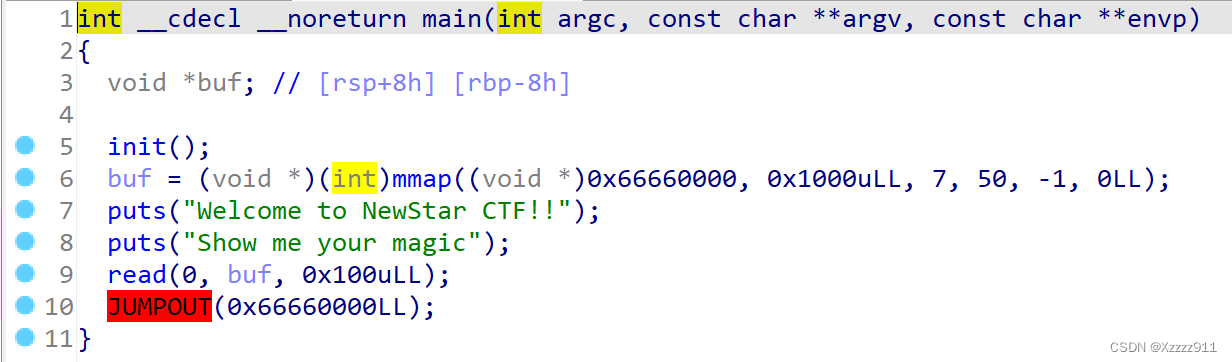 1 int __cdecl __noreturn main(int argc, const char **argv, const char **envp)
2 {
3 void *buf; // [rsp+8h] [rbp-8h]
4
5 init();
6 buf = (void *)(int)mmap((void *)0x66660000, 0x1000uLL, 7, 50, -1, 0LL);
7 puts("Welcome to NewStar CTF!!");
8 puts("Show me your magic");
9 read(0, buf, 0x100uLL);
10 JUMPOUT(0x66660000LL);
11 }
CSDN @Xzzzz911